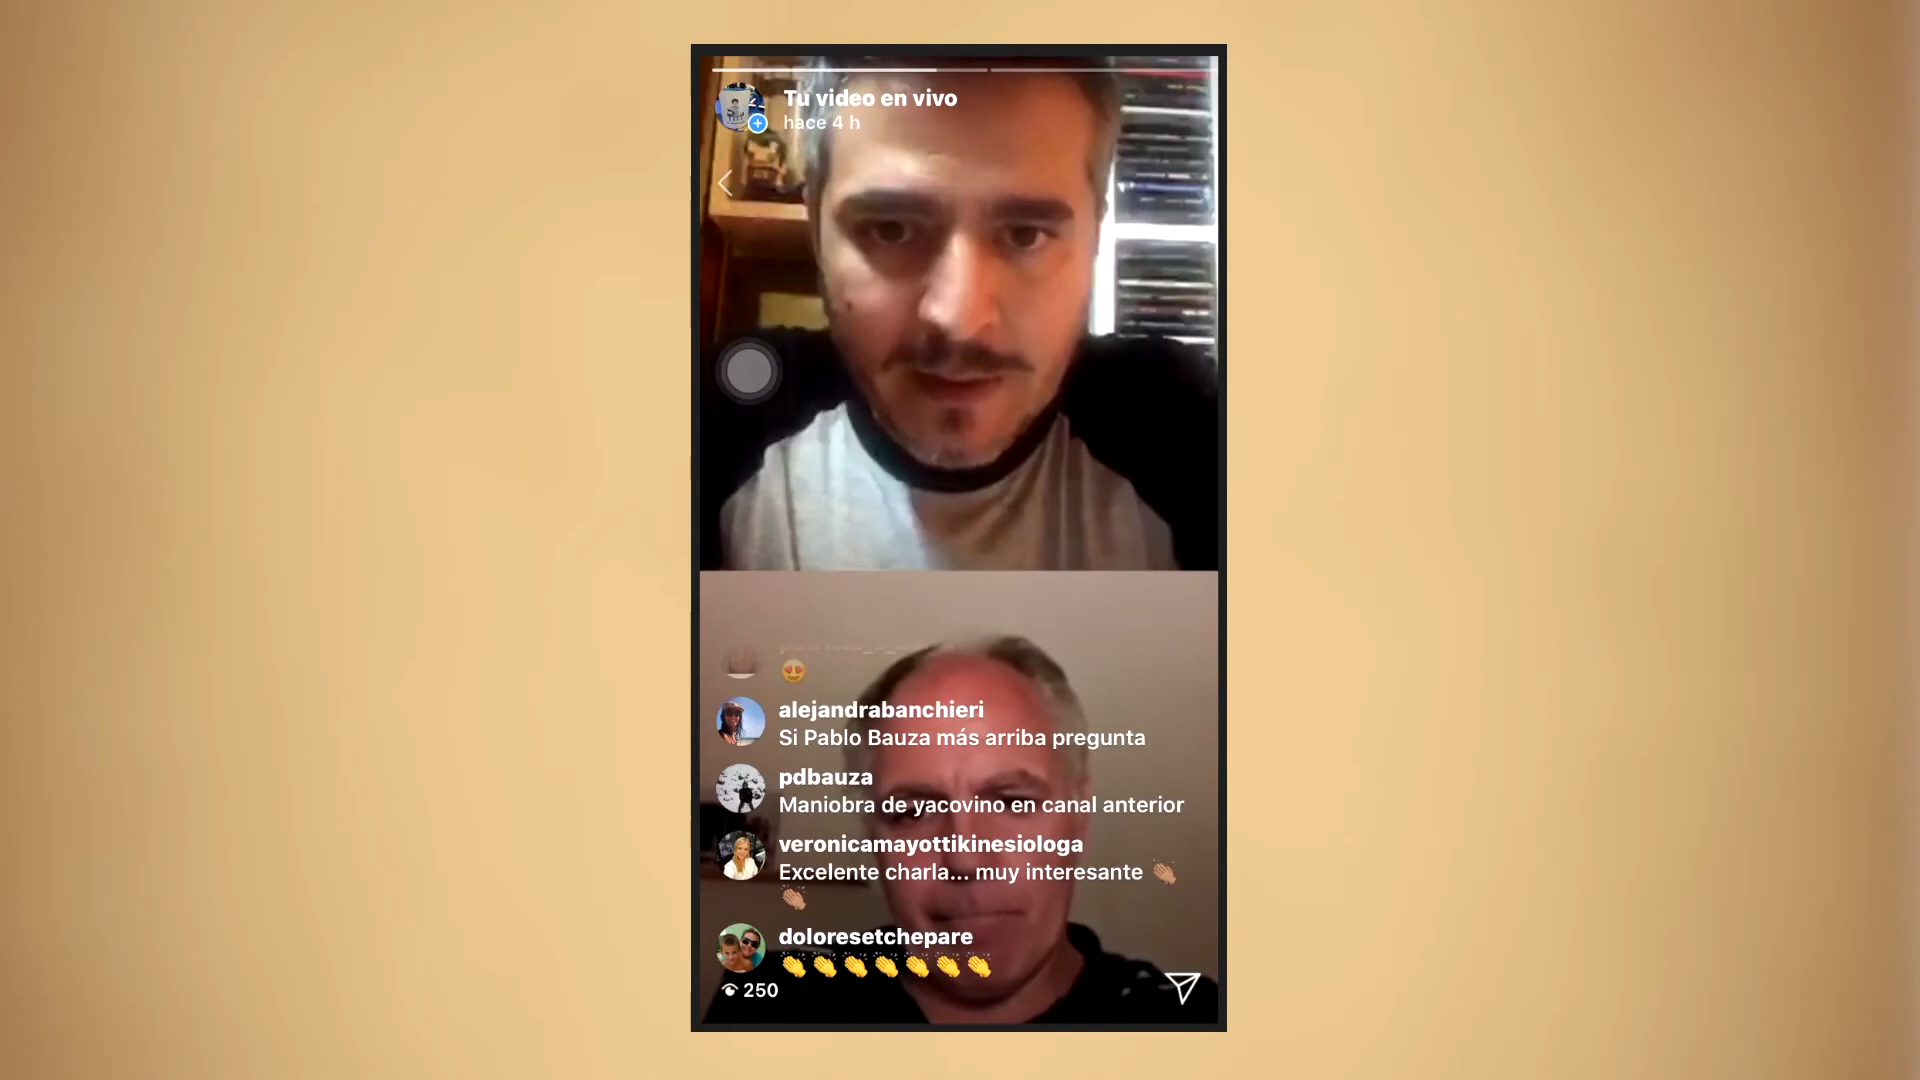 Tu video en vivo
hace 4 h
😍
alejandrabanchieri
Si Pablo Bauza más arriba pregunta
pdbauza
Maniobra de yacovino en canal anterior
veronicamayottikinesiologa
Excelente charla... muy interesante 👏🏽
👏🏽
doloresetchepare
👏👏👏👏👏👏👏
250